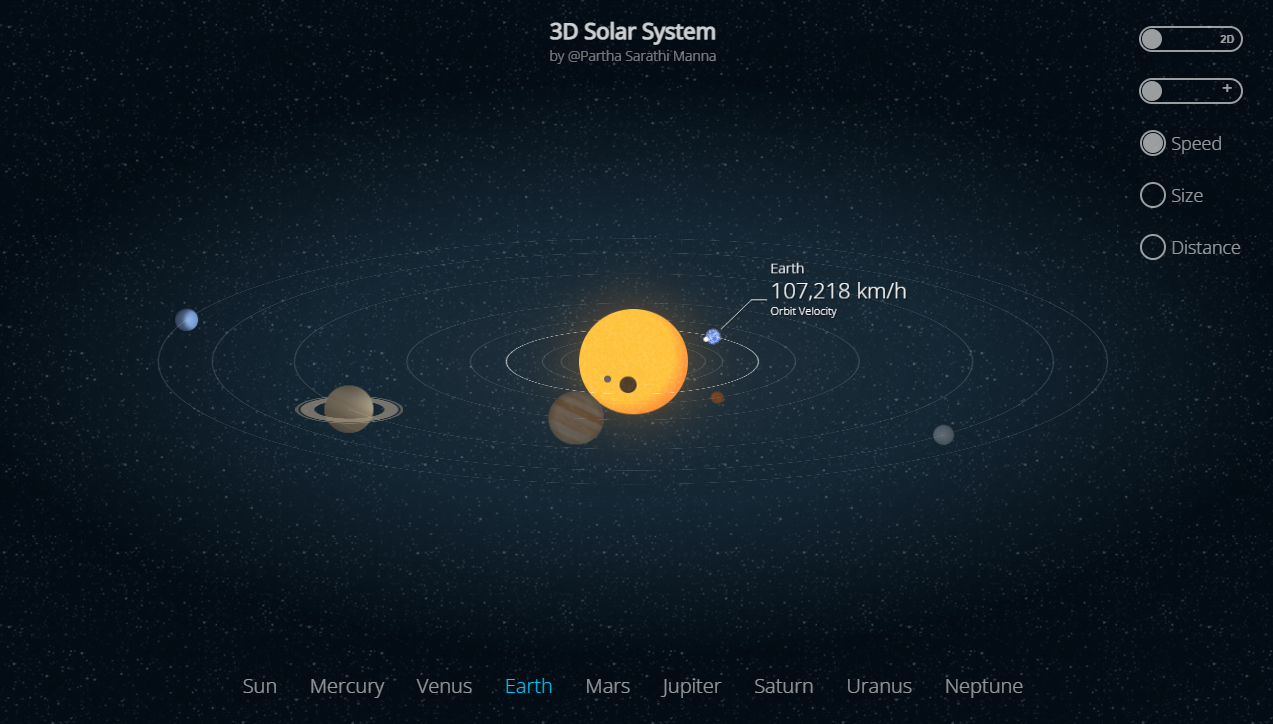 3D Solar System
by @Partha Sarathi Manna
2D
+
Speed
Size
Distance
Earth
107,218 km/h
Orbit Velocity
Sun Mercury Venus Earth Mars Jupiter Saturn Uranus Neptune